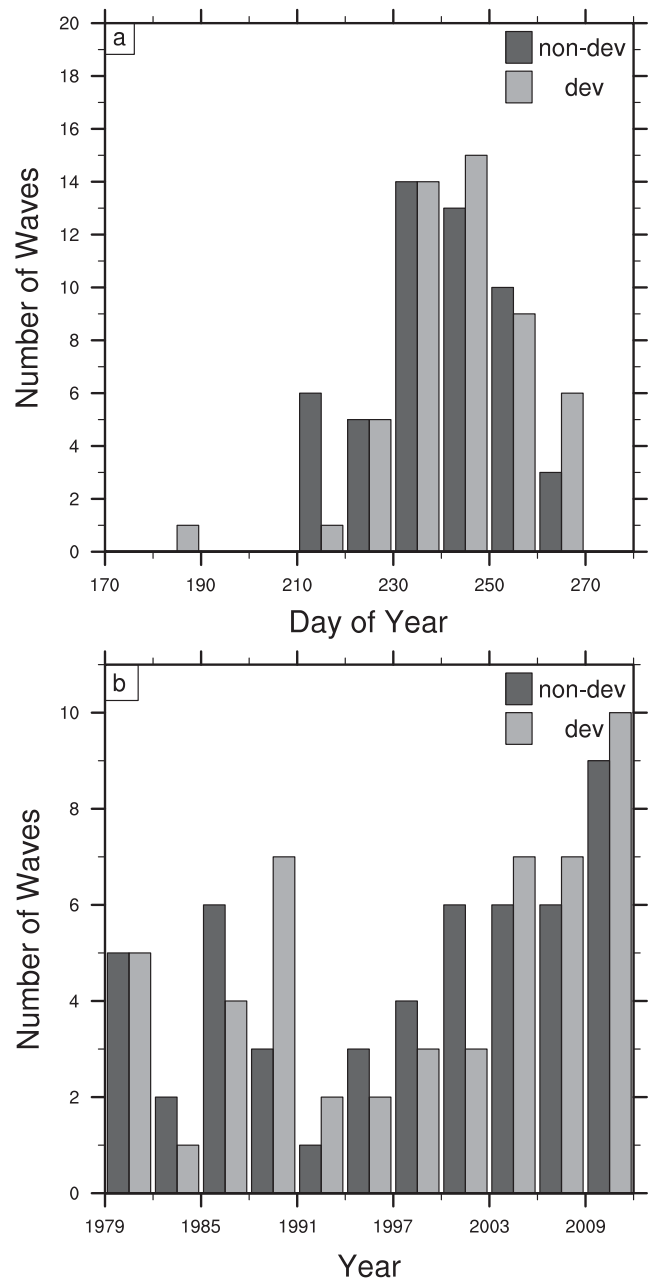 a
non-dev
dev
20
18
16
14
12
10
8
6
4
2
0
Number of Waves
170 190 210 230 250 270
Day of Year
b
non-dev
dev
10
8
6
4
2
0
Number of Waves
1979 1985 1991 1997 2003 2009
Year